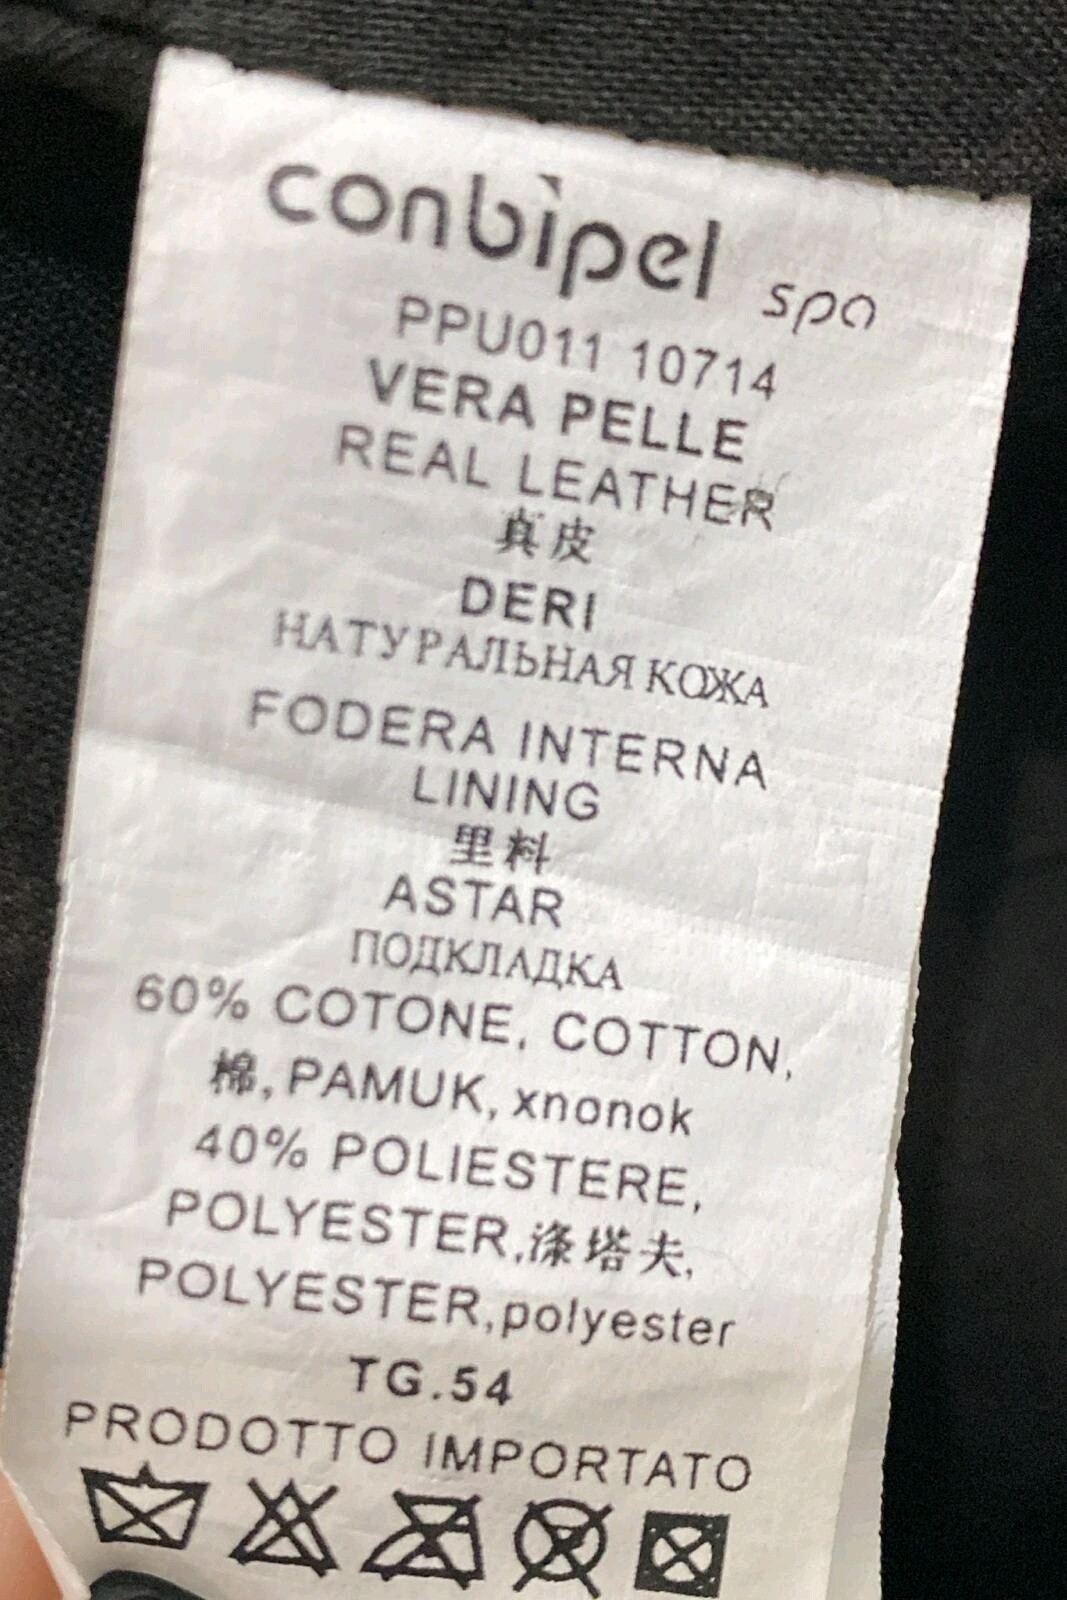 conbipel spa
PPU011 10714
VERA PELLE
REAL LEATHER
真皮
DERI
НАТУРАЛЬНАЯ КОЖА
FODERA INTERNA
LINING
里料
ASTAR
ПОДКЛАДКА
60% COTONE, COTTON,
棉, PAMUK, xnonok
40% POLIESTERE,
POLYESTER,涤塔夫,
POLYESTER,polyester
TG.54
PRODOTTO IMPORTATO